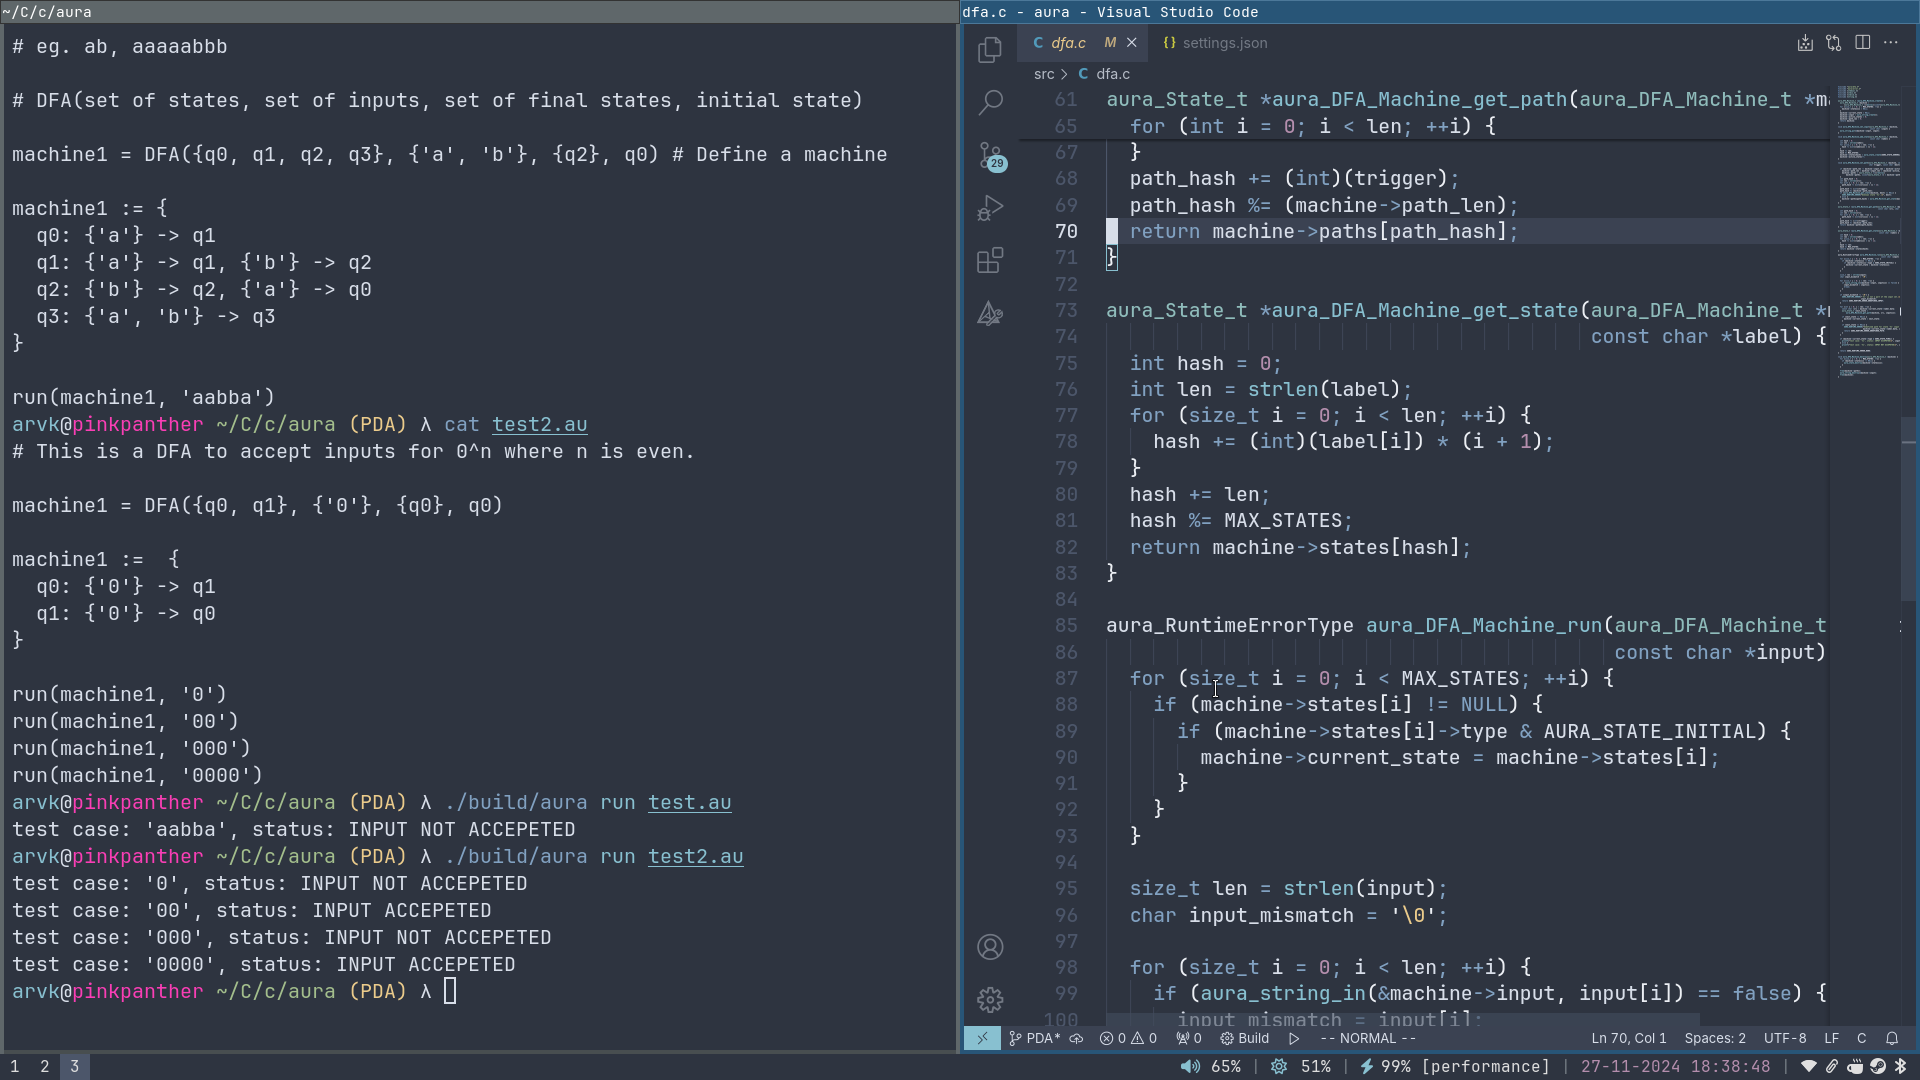 ~/C/c/aura
# eg. ab, aaaaabbb
# DFA(set of states, set of inputs, set of final states, initial state)
machine1 = DFA({q0, q1, q2, q3}, {'a', 'b'}, {q2}, q0) # Define a machine
machine1 := {
  q0: {'a'} -> q1
  q1: {'a'} -> q1, {'b'} -> q2
  q2: {'b'} -> q2, {'a'} -> q0
  q3: {'a', 'b'} -> q3
}
run(machine1, 'aabba')
arvk@pinkpanther ~/C/c/aura (PDA) λ cat test2.au
# This is a DFA to accept inputs for 0^n where n is even.
machine1 = DFA({q0, q1}, {'0'}, {q0}, q0)
machine1 :=  {
  q0: {'0'} -> q1
  q1: {'0'} -> q0
}
run(machine1, '0')
run(machine1, '00')
run(machine1, '000')
run(machine1, '0000')
arvk@pinkpanther ~/C/c/aura (PDA) λ ./build/aura run test.au
test case: 'aabba', status: INPUT NOT ACCEPETED
arvk@pinkpanther ~/C/c/aura (PDA) λ ./build/aura run test2.au
test case: '0', status: INPUT NOT ACCEPETED
test case: '00', status: INPUT ACCEPETED
test case: '000', status: INPUT NOT ACCEPETED
test case: '0000', status: INPUT ACCEPETED
arvk@pinkpanther ~/C/c/aura (PDA) λ
dfa.c - aura - Visual Studio Code
C dfa.c M
{} settings.json
src > C dfa.c
29
61 aura_State_t *aura_DFA_Machine_get_path(aura_DFA_Machine_t *ma
65   for (int i = 0; i < len; ++i) {
67   }
68   path_hash += (int)(trigger);
69   path_hash %= (machine->path_len);
70   return machine->paths[path_hash];
71 }
72
73 aura_State_t *aura_DFA_Machine_get_state(aura_DFA_Machine_t *
74 const char *label) {
75   int hash = 0;
76   int len = strlen(label);
77   for (size_t i = 0; i < len; ++i) {
78     hash += (int)(label[i]) * (i + 1);
79   }
80   hash += len;
81   hash %= MAX_STATES;
82   return machine->states[hash];
83 }
84
85 aura_RuntimeErrorType aura_DFA_Machine_run(aura_DFA_Machine_t
86 const char *input)
87   for (size_t i = 0; i < MAX_STATES; ++i) {
88     if (machine->states[i] != NULL) {
89       if (machine->states[i]->type & AURA_STATE_INITIAL) {
90         machine->current_state = machine->states[i];
91       }
92     }
93   }
94
95   size_t len = strlen(input);
96   char input_mismatch = '\0';
97
98   for (size_t i = 0; i < len; ++i) {
99     if (aura_string_in(&machine->input, input[i]) == false) {
100       input_mismatch = input[i];
PDA* 0 0 0 Build -- NORMAL -- Ln 70, Col 1 Spaces: 2 UTF-8 LF C
1 2 3 65% | 51% | 99% [performance] | 27-11-2024 18:38:48 |